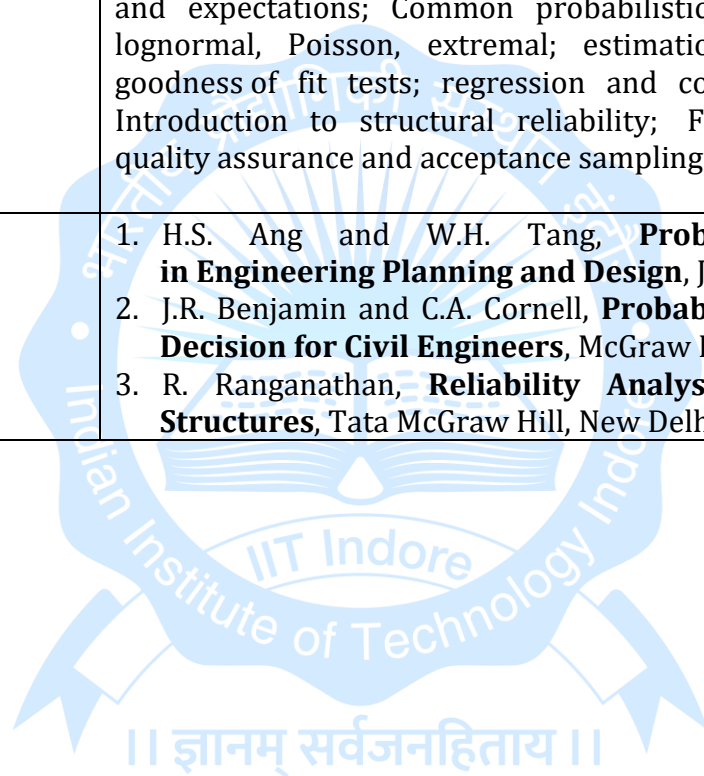 and expectations; Common probabilistic
lognormal, Poisson, extremal; estimatio
goodness of fit tests; regression and co
Introduction to structural reliability; F
quality assurance and acceptance sampling
1. H.S. Ang and W.H. Tang, Prob
in Engineering Planning and Design, J
2. J.R. Benjamin and C.A. Cornell, Probab
Decision for Civil Engineers, McGraw
3. R. Ranganathan, Reliability Analys
Structures, Tata McGraw Hill, New Delh
भारतीय प्रौद्योगिकी संस्थान इंदौर
Indian Institute of Technology Indore
IIT Indore
।। ज्ञानम् सर्वजनहिताय ।।